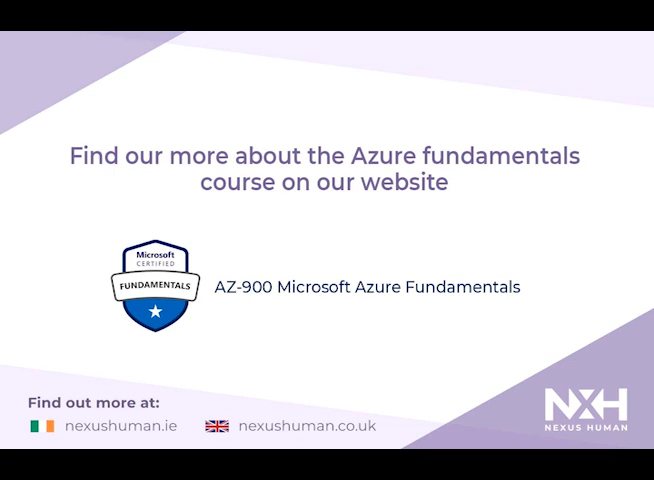 Find our more about the Azure fundamentals
course on our website
Microsoft
CERTIFIED
FUNDAMENTALS
AZ-900 Microsoft Azure Fundamentals
Find out more at:
nexushuman.ie nexushuman.co.uk
NXH
NEXUS HUMAN